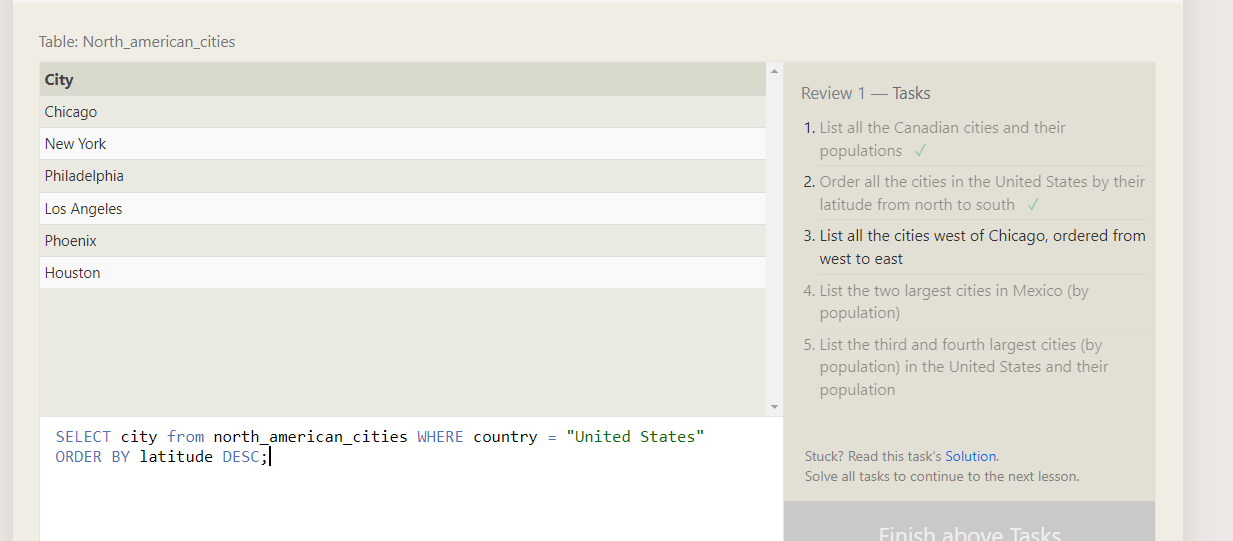 Table: North_american_cities
City
Chicago
New York
Philadelphia
Los Angeles
Phoenix
Houston
SELECT city from north_american_cities WHERE country = "United States"
ORDER BY latitude DESC;
Review 1 — Tasks
1. List all the Canadian cities and their
populations ✓
2. Order all the cities in the United States by their
latitude from north to south ✓
3. List all the cities west of Chicago, ordered from
west to east
4. List the two largest cities in Mexico (by
population)
5. List the third and fourth largest cities (by
population) in the United States and their
population
Stuck? Read this task's Solution.
Solve all tasks to continue to the next lesson.
Finish above Tasks